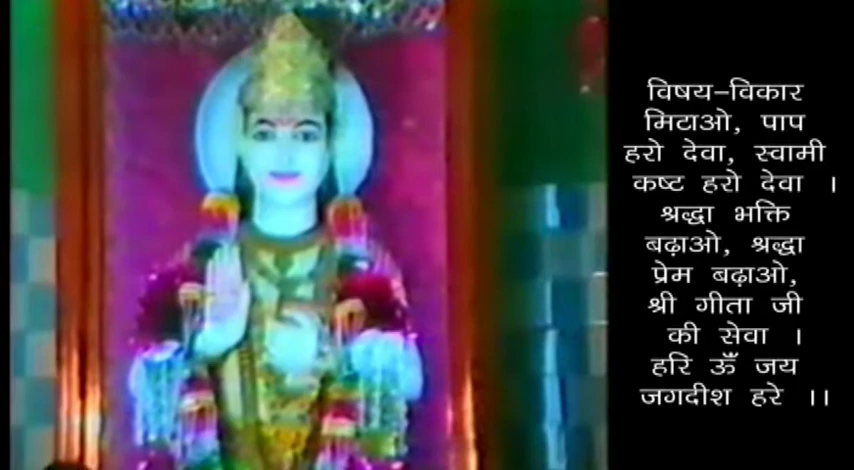 विषय-विकार
मिटाओ, पाप
हरो देवा, स्वामी
कष्ट हरो देवा ।
श्रद्धा भक्ति
बढ़ाओ, श्रद्धा
प्रेम बढ़ाओ,
श्री गीता जी
की सेवा ।
हरि ऊँ जय
जगदीश हरे ।।